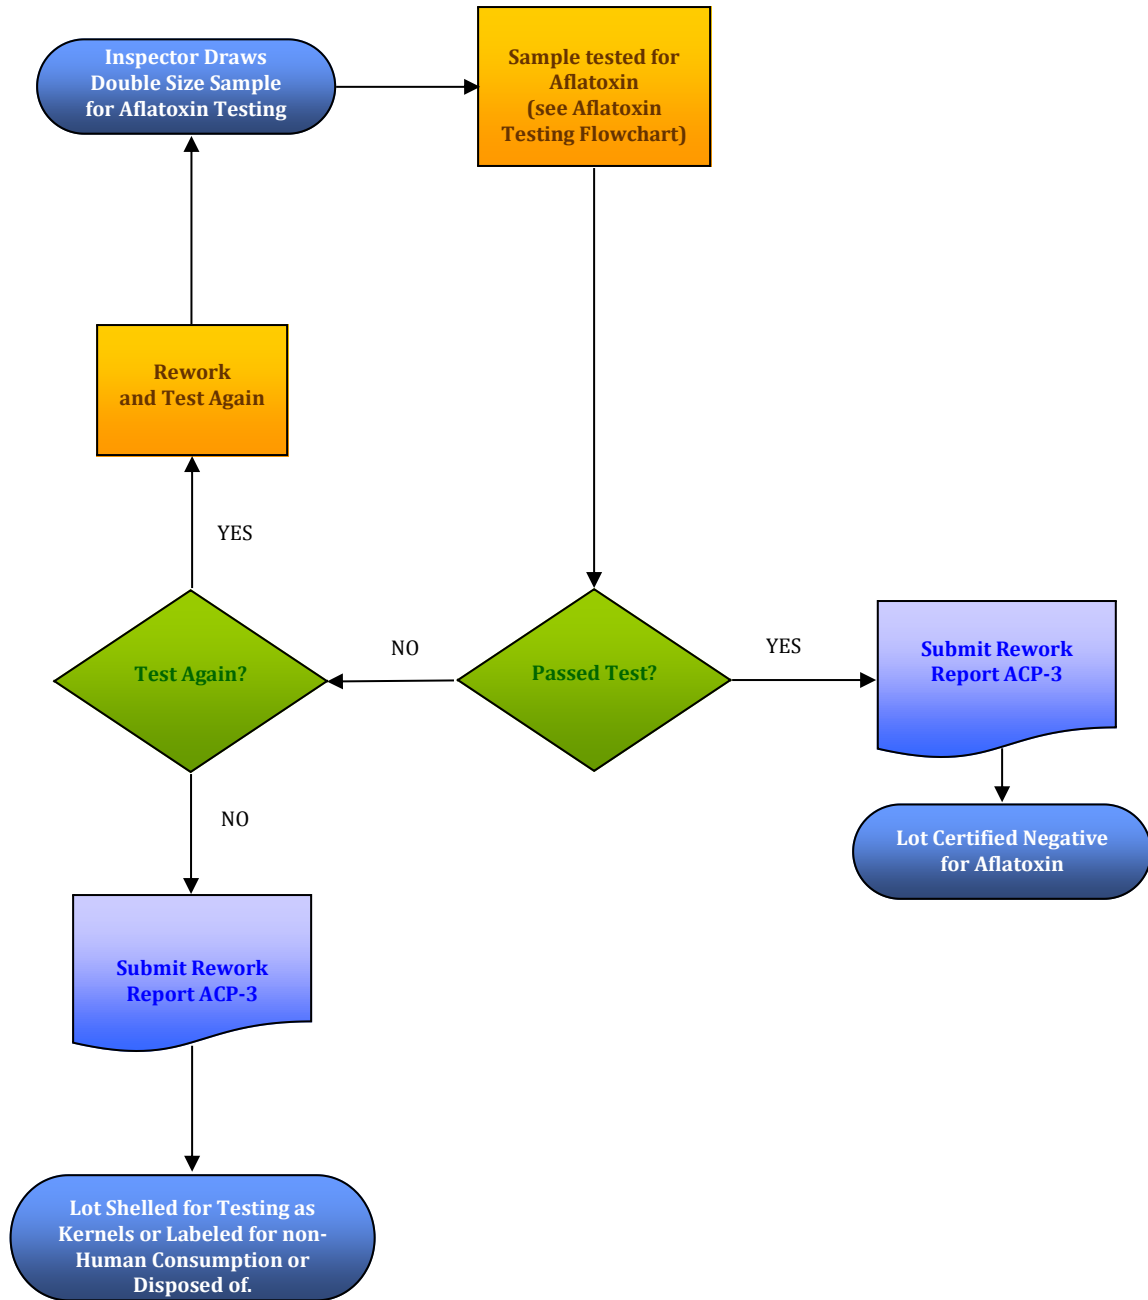 Inspector Draws
Double Size Sample
for Aflatoxin Testing
Sample tested for
Aflatoxin
(see Aflatoxin
Testing Flowchart)
Rework
and Test Again
YES
Test Again?
NO
Passed Test?
YES
Submit Rework
Report ACP-3
NO
Lot Certified Negative
for Aflatoxin
Submit Rework
Report ACP-3
Lot Shelled for Testing as
Kernels or Labeled for non-
Human Consumption or
Disposed of.